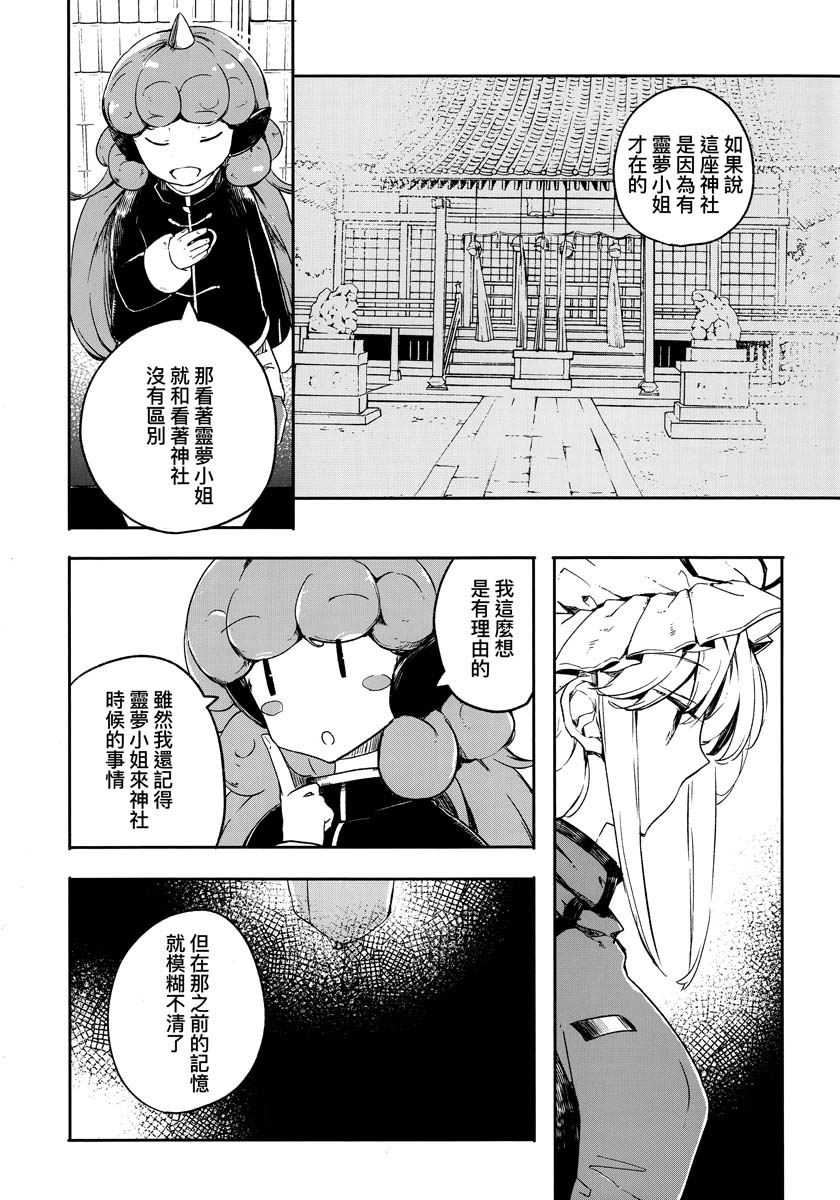 如果說
這座神社
是因為有
靈夢小姐
才在的
那看著靈夢小姐
就和看著神社
沒有區別
我這麼想
是有理由的
雖然我還記得
靈夢小姐來神社
時候的事情
但在那之前的記憶
就模糊不清了